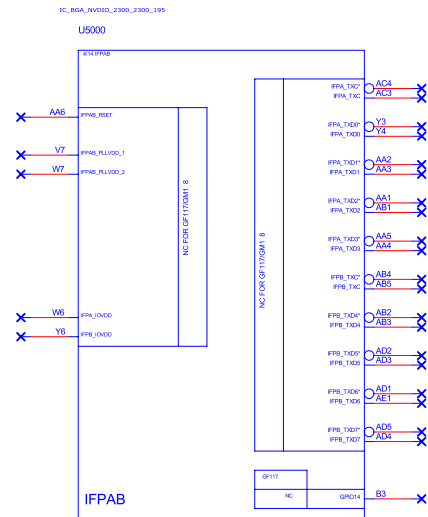 IC_BGA_NVDIO_2300_2300_195
U5000
4/14 IFPAB
AA6 IFPAB_RSET
V7 IFPAB_PLLVDD_1
W7 IFPAB_PLLVDD_2
W6 IFPA_IOVDD
Y6 IFPB_IOVDD
NC FOR GF117/GM1 8
NC FOR GF117/GM1 8
IFPA_TXC* AC4
IFPA_TXC AC3
IFPA_TXD0* Y3
IFPA_TXD0 Y4
IFPA_TXD1* AA2
IFPA_TXD1 AA3
IFPA_TXD2* AA1
IFPA_TXD2 AB1
IFPA_TXD3* AA5
IFPA_TXD3 AA4
IFPB_TXC* AB4
IFPB_TXC AB5
IFPB_TXD4* AB2
IFPB_TXD4 AB3
IFPB_TXD5* AD2
IFPB_TXD5 AD3
IFPB_TXD6* AD1
IFPB_TXD6 AE1
IFPB_TXD7* AD5
IFPB_TXD7 AD4
GF117
NC GPIO14 B3
IFPAB